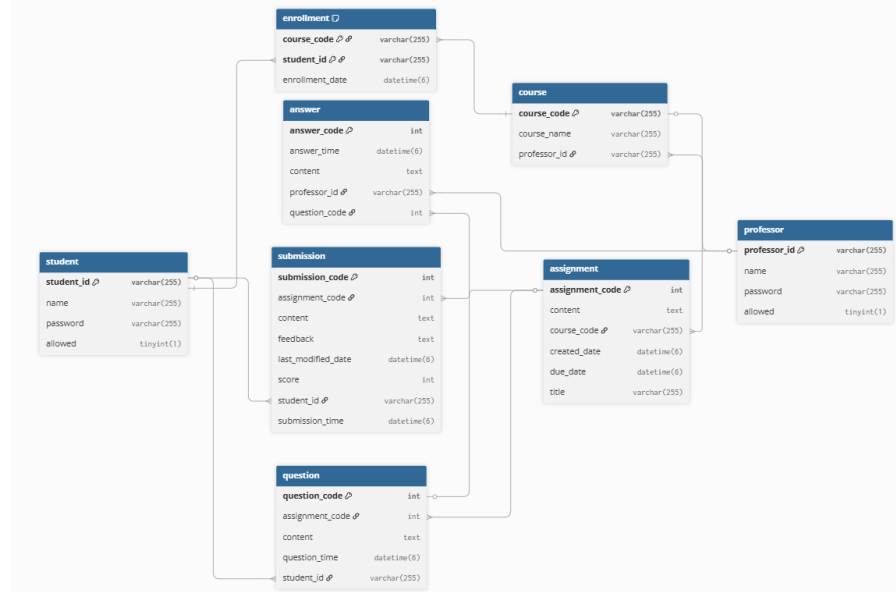 enrollment
course_code varchar(255)
student_id varchar(255)
enrollment_date datetime(6)
answer
answer_code int
answer_time datetime(6)
content text
professor_id varchar(255)
question_code int
course
course_code varchar(255)
course_name varchar(255)
professor_id varchar(255)
professor
professor_id varchar(255)
name varchar(255)
password varchar(255)
allowed tinyint(1)
student
student_id varchar(255)
name varchar(255)
password varchar(255)
allowed tinyint(1)
submission
submission_code int
assignment_code int
content text
feedback text
last_modified_date datetime(6)
score int
student_id varchar(255)
submission_time datetime(6)
assignment
assignment_code int
content text
course_code varchar(255)
created_date datetime(6)
due_date datetime(6)
title varchar(255)
question
question_code int
assignment_code int
content text
question_time datetime(6)
student_id varchar(255)